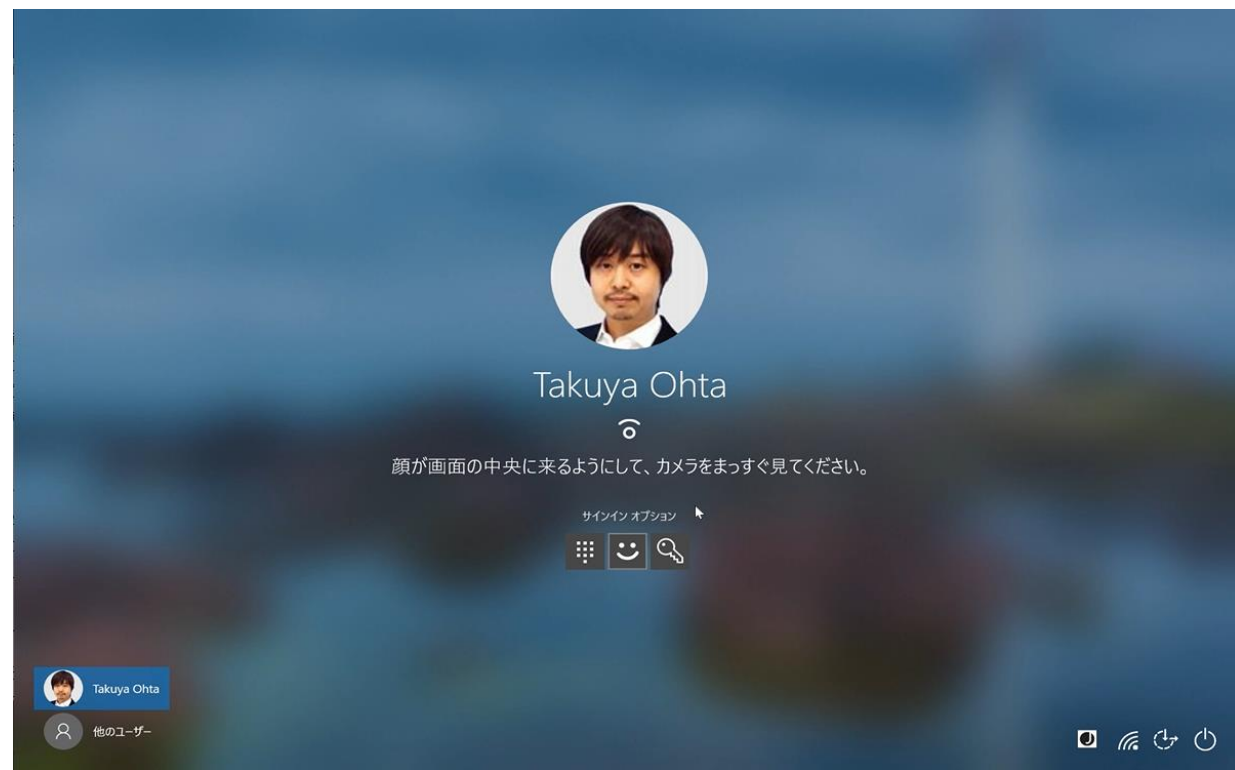 Takuya Ohta
顔が画面の中央に来るようにして、カメラをまっすぐ見てください。
サインイン オプション
Takuya Ohta
他のユーザー
J